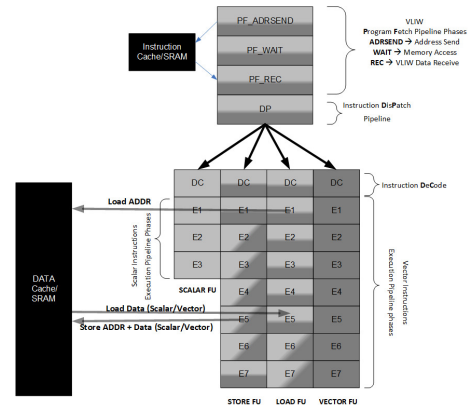 PF_ADRSEND
PF_WAIT
PF_REC
DP
Instruction
Cache/SRAM
VLIW
Program Fetch Pipeline Phases
ADRSEND → Address Send
WAIT → Memory Access
REC → VLIW Data Receive
Instruction DisPatch
Pipeline
DC DC DC DC
Instruction DeCode
Load ADDR
E1 E1 E1 E1
E2 E2 E2 E2
E3 E3 E3 E3
Scalar Instructions
Execution Pipeline Phases
SCALAR FU
E4 E4 E4
DATA
Cache/
SRAM
Load Data (Scalar/Vector)
Store ADDR + Data (Scalar/Vector)
E5 E5 E5
E6 E6 E6
E7 E7 E7
Vector Instructions
Execution Pipeline phases
STORE FU LOAD FU VECTOR FU